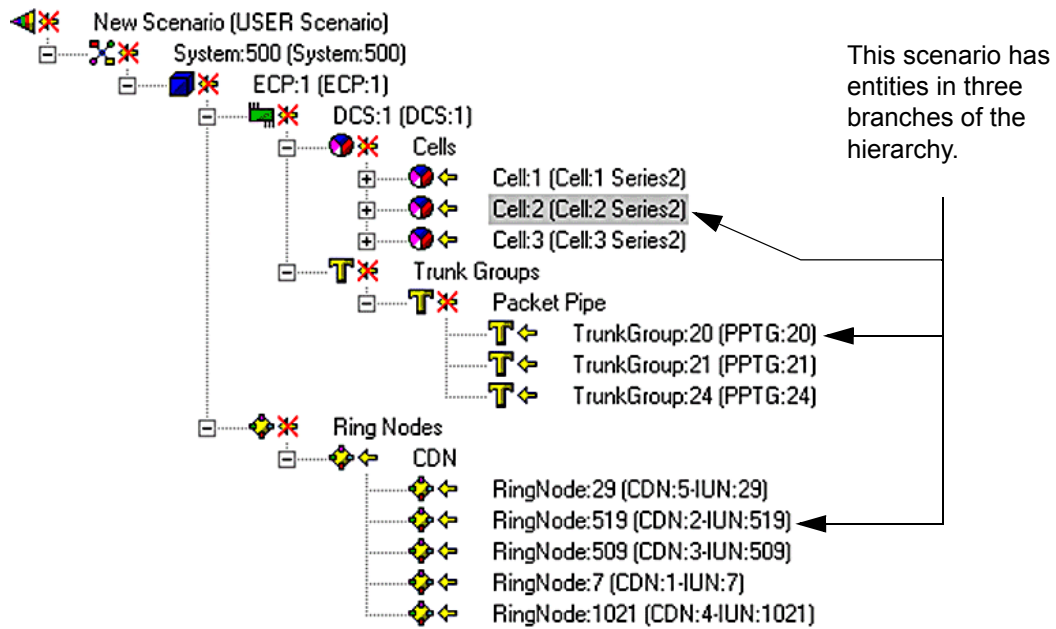 New Scenario (USER Scenario)
System:500 (System:500)
ECP:1 (ECP:1)
DCS:1 (DCS:1)
Cells
Cell:1 (Cell:1 Series2)
Cell:2 (Cell:2 Series2)
Cell:3 (Cell:3 Series2)
Trunk Groups
Packet Pipe
TrunkGroup:20 (PPTG:20)
TrunkGroup:21 (PPTG:21)
TrunkGroup:24 (PPTG:24)
Ring Nodes
CDN
RingNode:29 (CDN:5-IUN:29)
RingNode:519 (CDN:2-IUN:519)
RingNode:509 (CDN:3-IUN:509)
RingNode:7 (CDN:1-IUN:7)
RingNode:1021 (CDN:4-IUN:1021)
This scenario has
entities in three
branches of the
hierarchy.